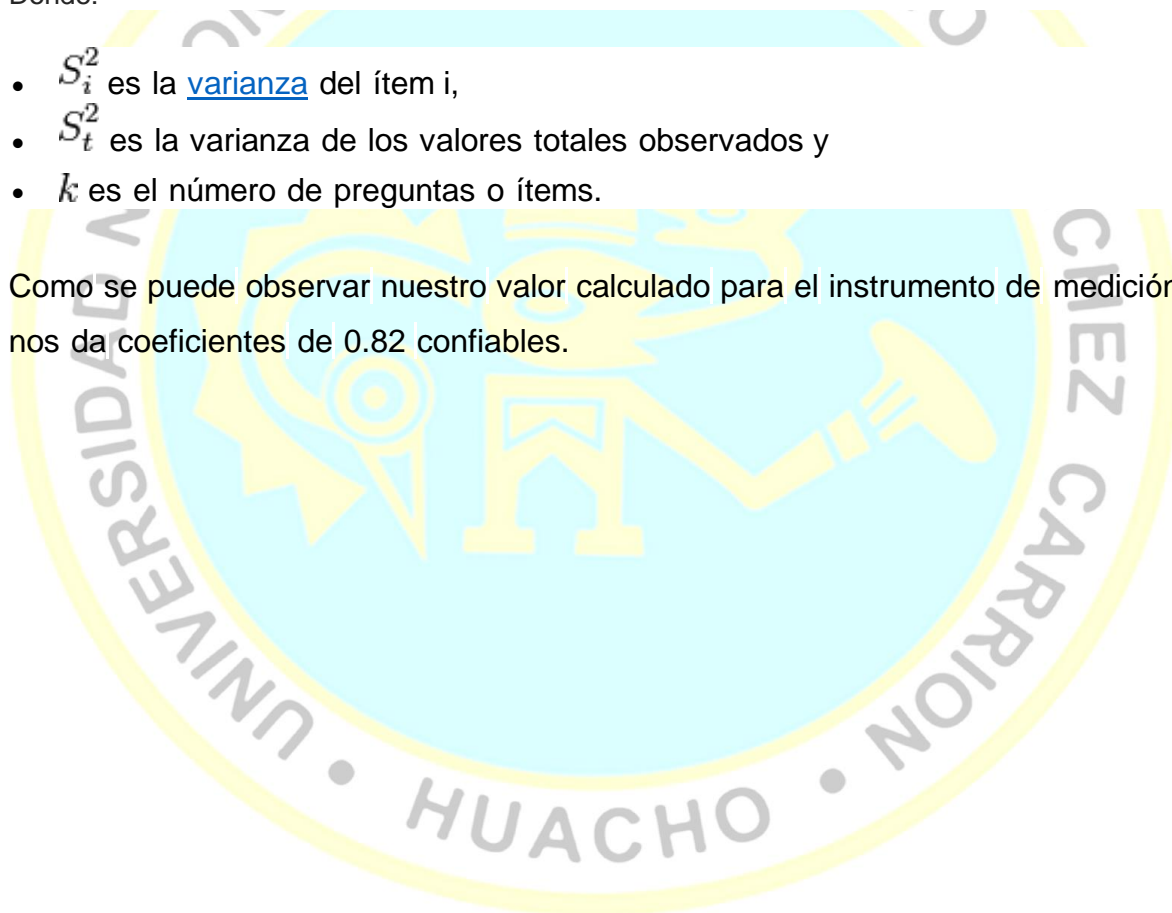 Donde:
• $S_i^2$ es la varianza del ítem i,
• $S_t^2$ es la varianza de los valores totales observados y
• $k$ es el número de preguntas o ítems.
Como se puede observar nuestro valor calculado para el instrumento de medición
nos da coeficientes de 0.82 confiables.
UNIVERSIDAD N
CHEZ CARRION
• HUACHO •